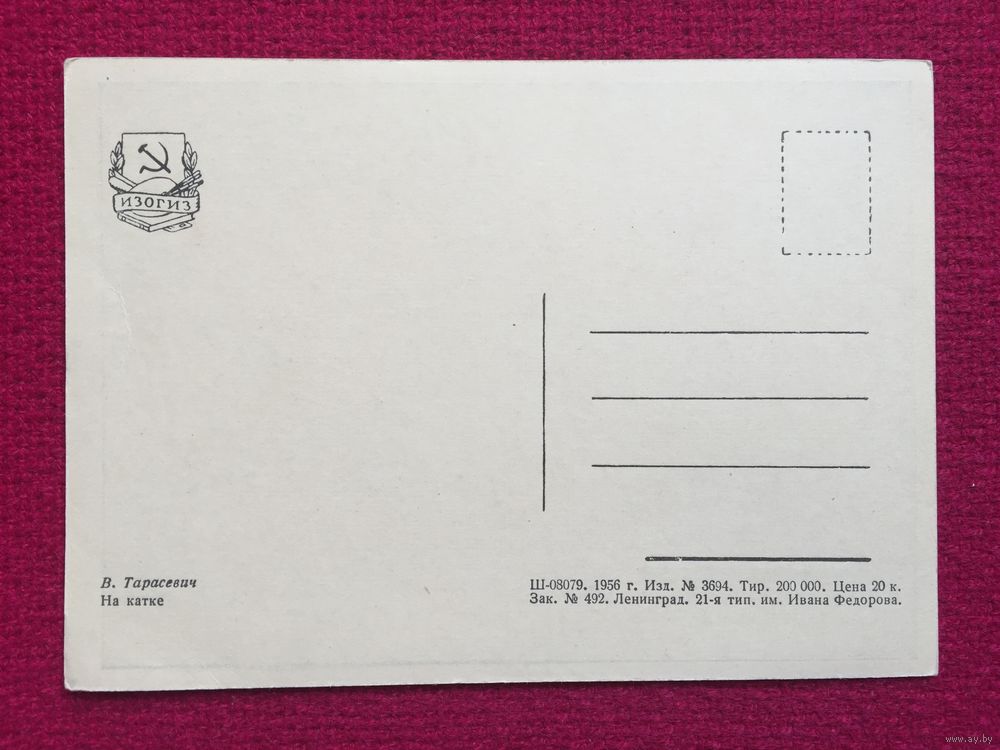 ИЗОГИЗ
В. Тарасевич
На катке
Ш-08079. 1956 г. Изд. № 3694. Тир. 200 000. Цена 20 к.
Зак. № 492. Ленинград. 21-я тип. им. Ивана Федорова.
www.ay.by